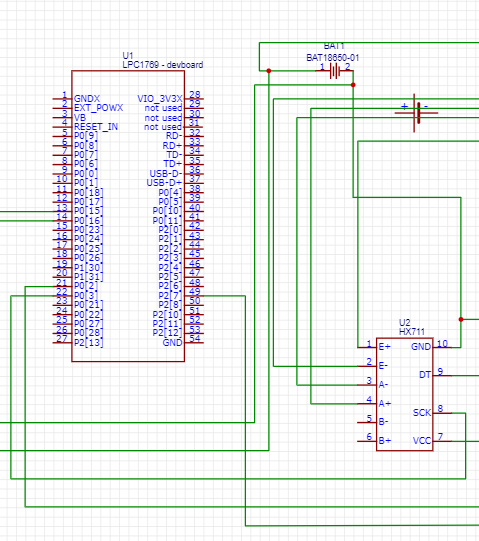 BAT1
BAT18650-01
1 2
+ -
U1
LPC1769 - devboard
1 GNDX
2 EXT_POWX
3 VB
4 RESET_IN
5 P0[9]
6 P0[8]
7 P0[7]
8 P0[6]
9 P0[0]
10 P0[1]
11 P0[18]
12 P0[17]
13 P0[15]
14 P0[16]
15 P0[23]
16 P0[24]
17 P0[25]
18 P0[26]
19 P1[30]
20 P1[31]
21 P0[2]
22 P0[3]
23 P0[21]
24 P0[22]
25 P0[27]
26 P0[28]
27 P2[13]
VIO_3V3X 28
not used 29
not used 30
not used 31
RD- 32
RD+ 33
TD- 34
TD+ 35
USB-D- 36
USB-D+ 37
P0[4] 38
P0[5] 39
P0[10] 40
P0[11] 41
P2[0] 42
P2[1] 43
P2[2] 44
P2[3] 45
P2[4] 46
P2[5] 47
P2[6] 48
P2[7] 49
P2[8] 50
P2[10] 51
P2[11] 52
P2[12] 53
GND 54
U2
HX711
1 E+
2 E-
3 A-
4 A+
5 B-
6 B+
GND 10
DT 9
SCK 8
VCC 7